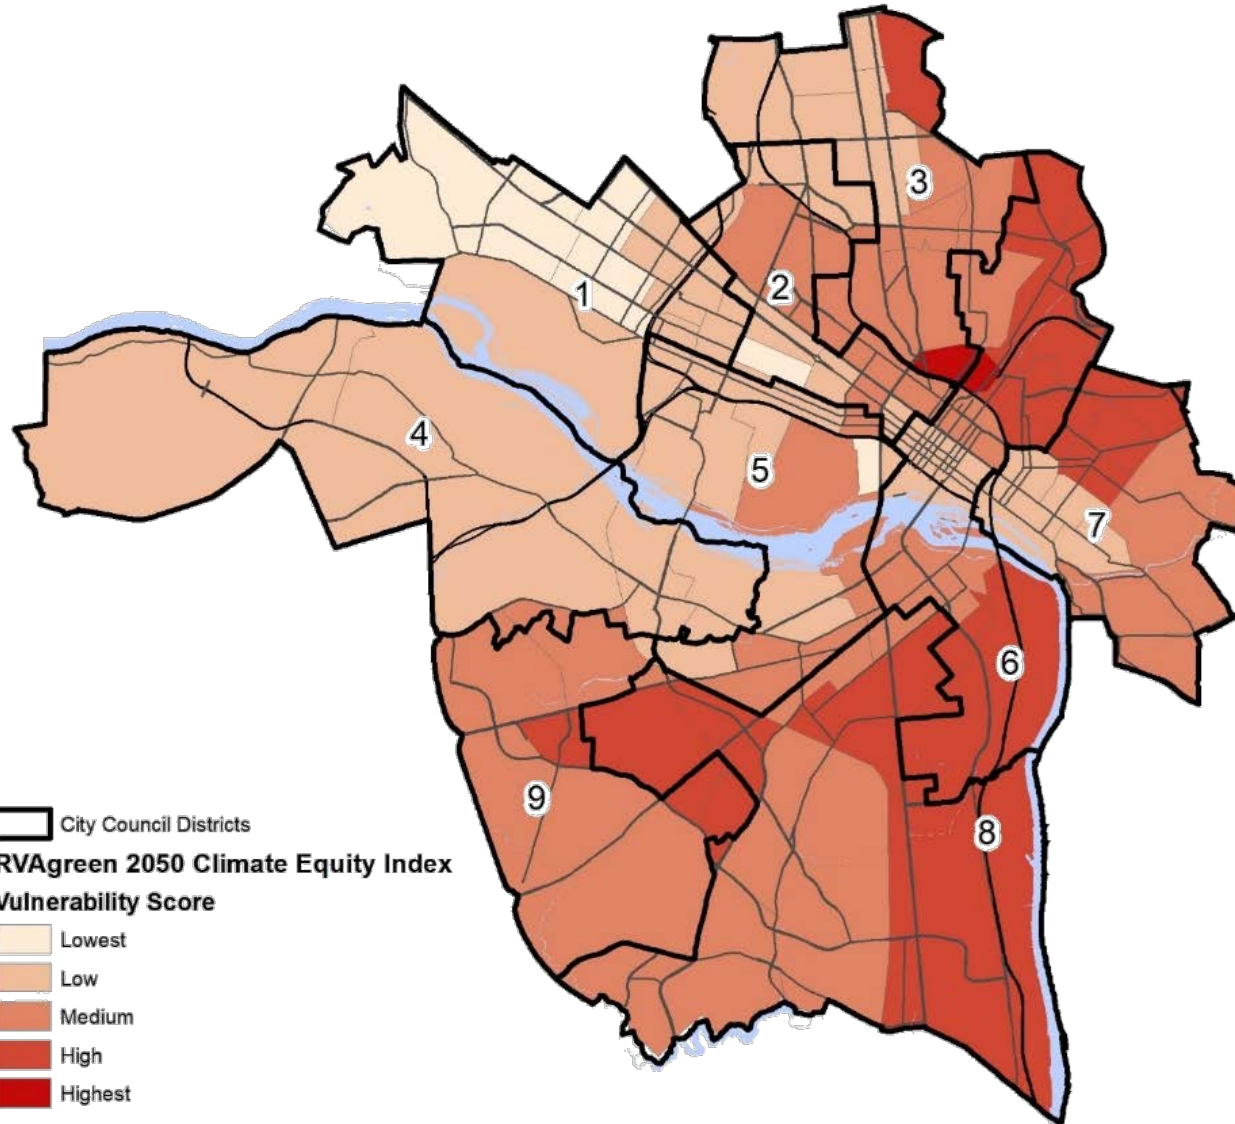 3
2
1
4
5
7
6
9
8
City Council Districts
RVAgreen 2050 Climate Equity Index
Vulnerability Score
Lowest
Low
Medium
High
Highest